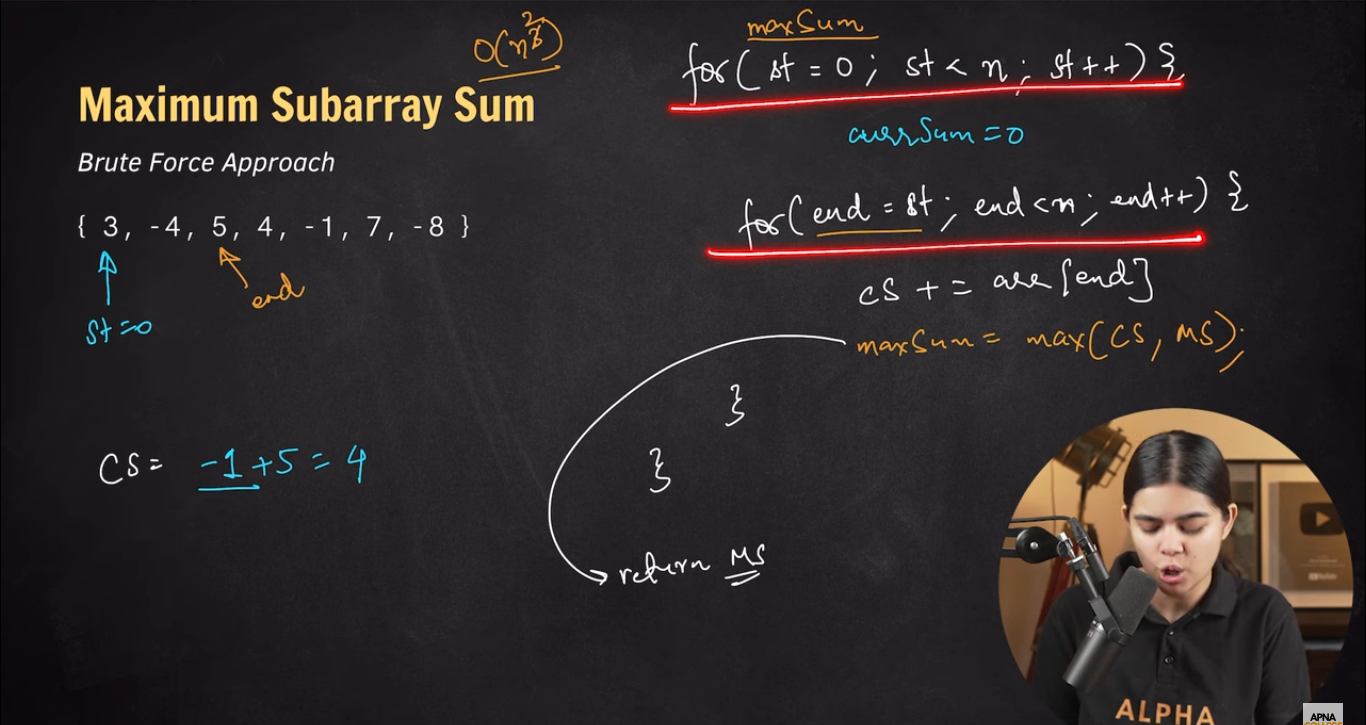 O(n²)
maxSum
for( st = 0 ; st < n ; st++) {
Maximum Subarray Sum
currSum = 0
Brute Force Approach
for( end = st ; end < n ; end++) {
{ 3, -4, 5, 4, -1, 7, -8 }
end
CS + = arr[end]
st=0
maxSum = max(CS, MS);
}
CS = -1 + 5 = 4
}
return MS
ALPHA
APNA
COLLEGE